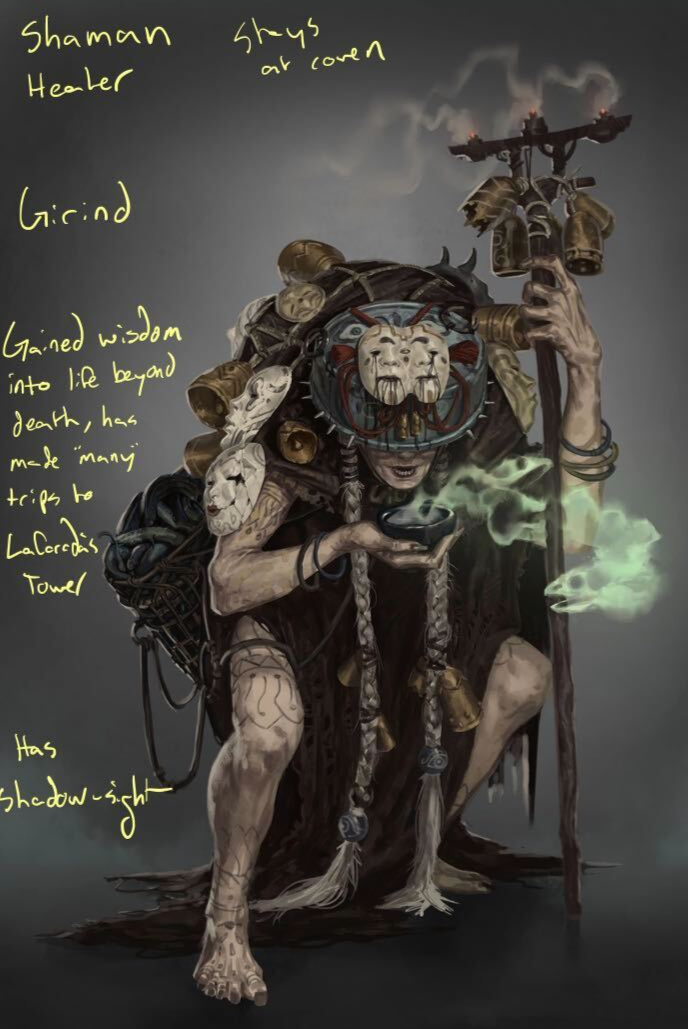 Shaman
Healer
Stays
at coven
Girind
Gained wisdom
into life beyond
death, has
made "many"
trips to
Tower
Has
shadow-sight